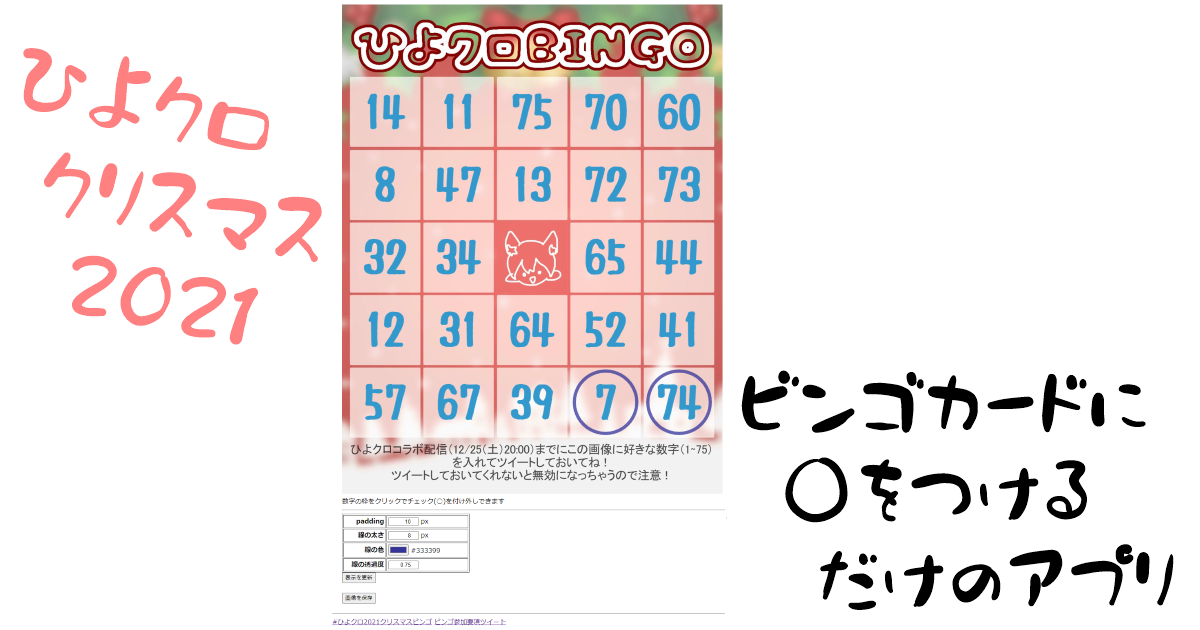 ひよクロ
クリスマス
2021
ひよクロBINGO
14 11 75 70 60
8 47 13 72 73
32 34 65 44
12 31 64 52 41
57 67 39 7 74
ひよクロコラボ配信(12/25(土)20:00)までにこの画像に好きな数字(1~75)
を入れてツイートしておいてね!
ツイートしておいてくれないと無効になっちゃうので注意!
数字の枠をクリックでチェック(○)を付け外しできます
padding 10 px
線の太さ 8 px
線の色 #333399
線の透過度 0.75
表示を更新
画像を保存
#ひよクロ2021クリスマスビンゴ ビンゴ参加要項ツイート
ビンゴカードに
○をつける
だけのアプリ